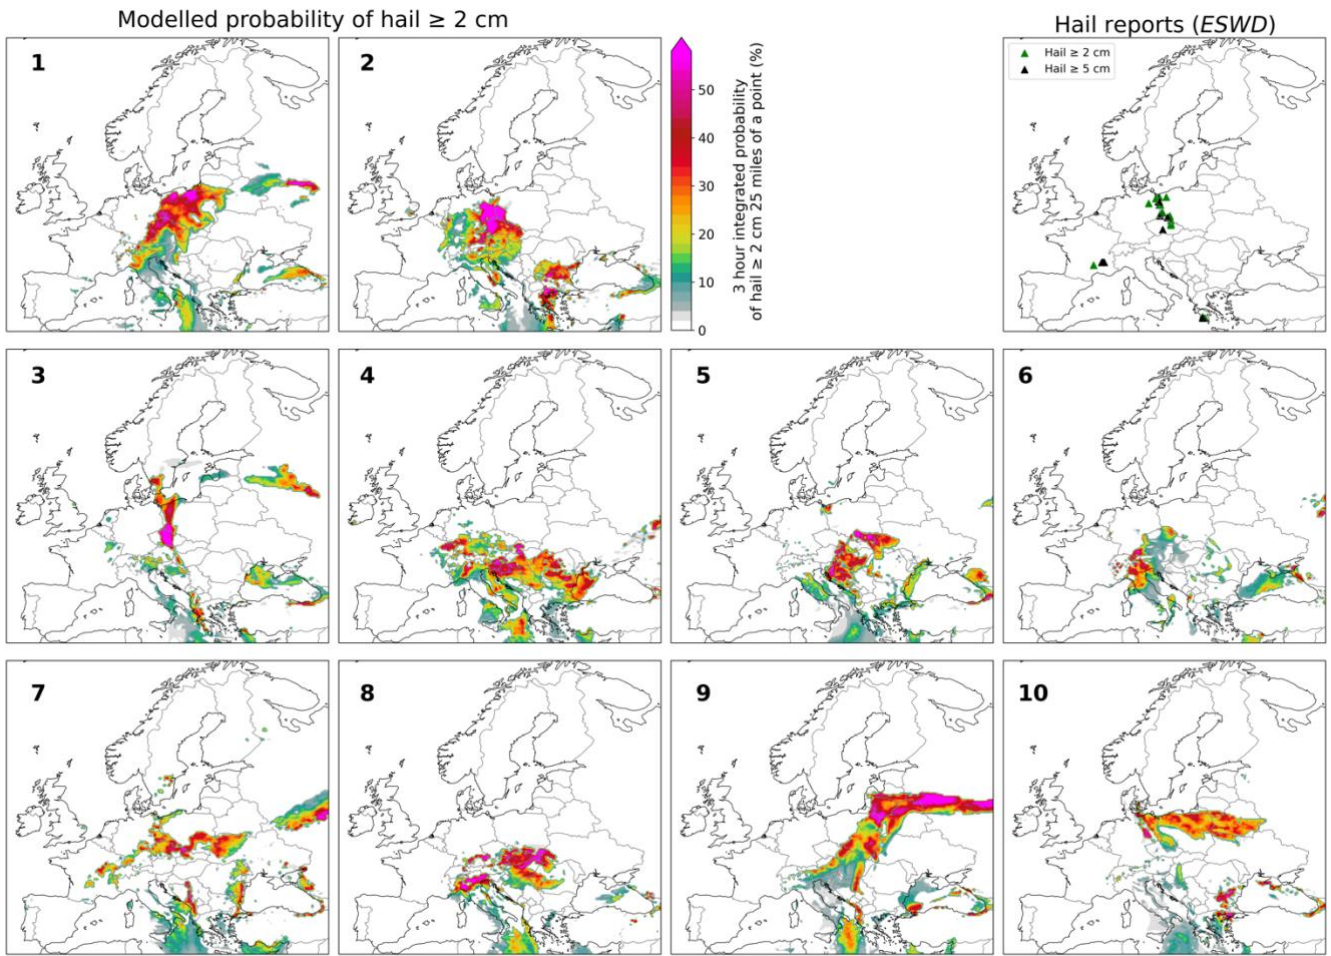 Modelled probability of hail ≥ 2 cm
Hail reports (ESWD)
1
2
50
40
30
20
10
0
3 hour integrated probability
of hail ≥ 2 cm 25 miles of a point (%)
Hail ≥ 2 cm
Hail ≥ 5 cm
3
4
5
6
7
8
9
10